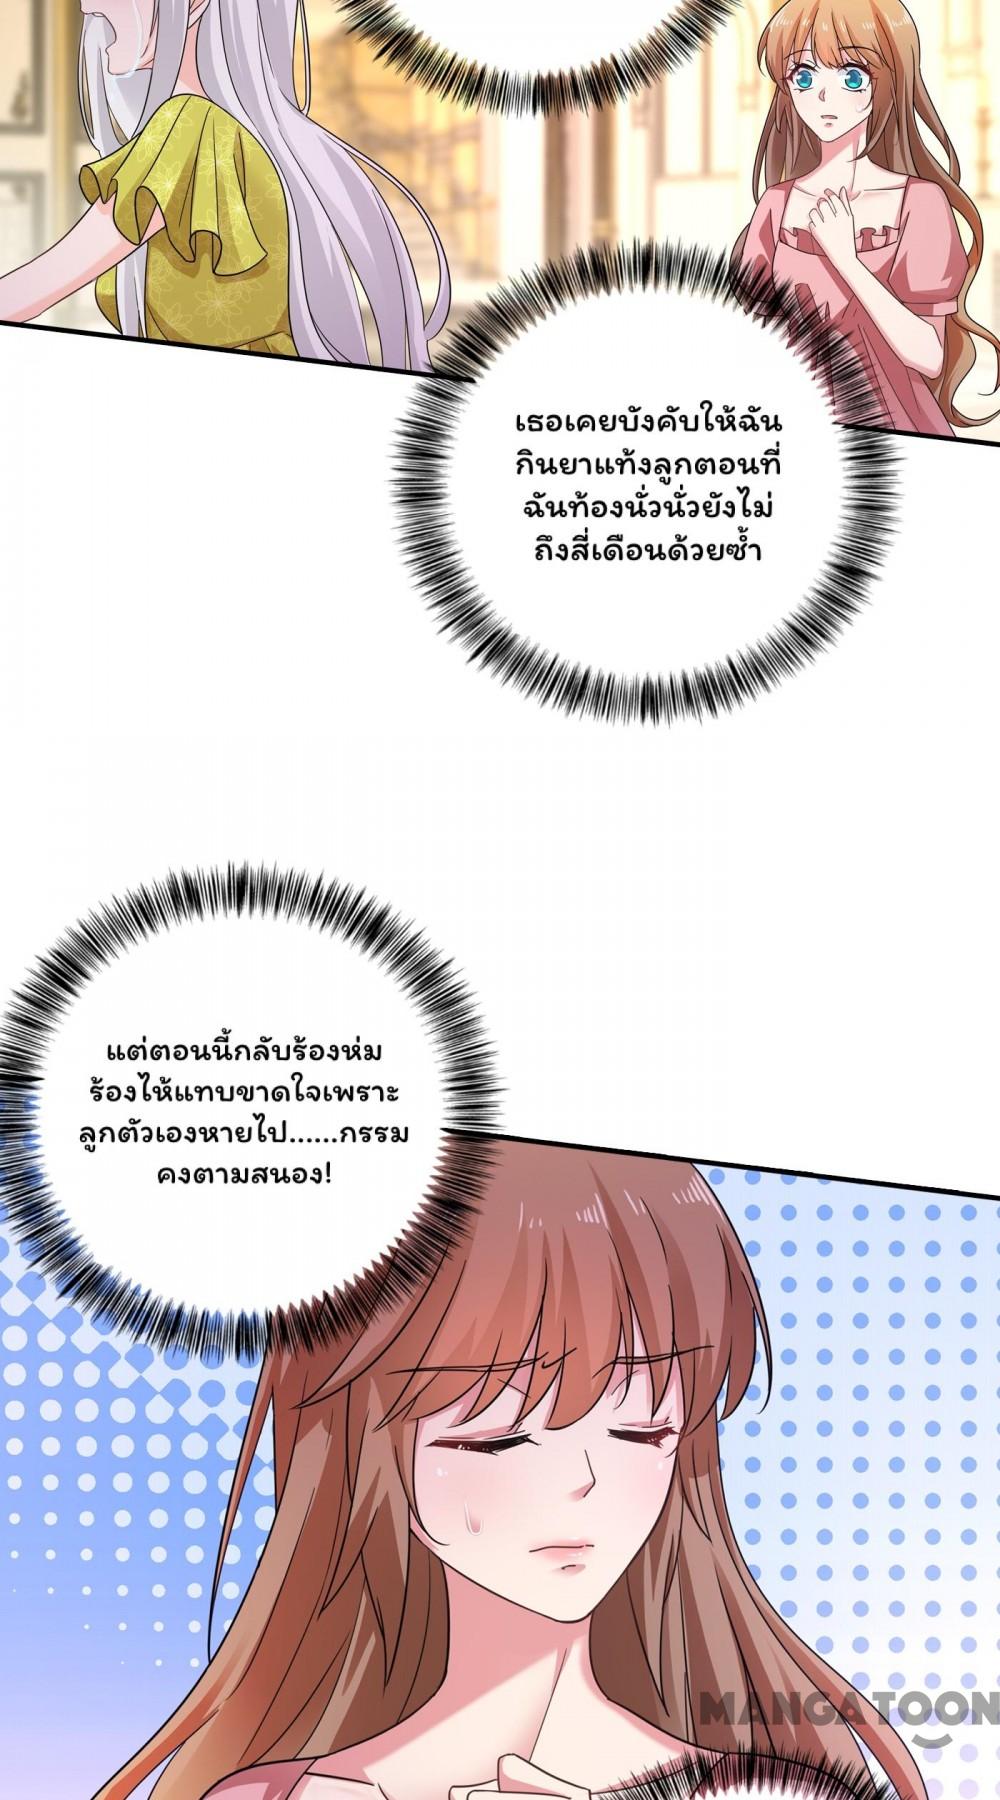 เธอเคยบังคับให้ฉัน
กินยาแท้งลูกตอนที่
ฉันท้องนั่วนั่วยังไม่
ถึงสี่เดือนด้วยซ้ำ
แต่ตอนนี้กลับร้องห่ม
ร้องไห้แทบขาดใจเพราะ
ลูกตัวเองหายไป......กรรม
คงตามสนอง!
MANGATOON